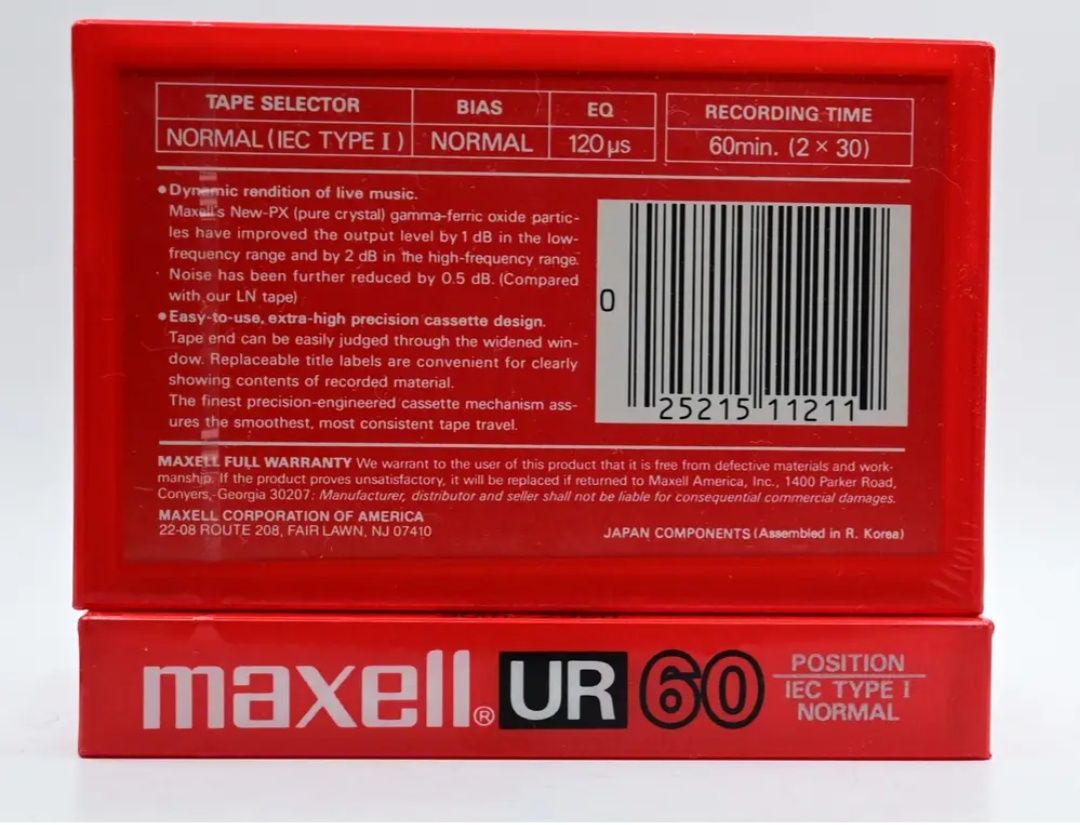 TAPE SELECTOR BIAS EQ RECORDING TIME
NORMAL (IEC TYPE I) NORMAL 120 µs 60min. (2 × 30)
•Dynamic rendition of live music.
Maxell's New-PX (pure crystal) gamma-ferric oxide partic-
les have improved the output level by 1 dB in the low-
frequency range and by 2 dB in the high-frequency range.
Noise has been further reduced by 0.5 dB. (Compared
with our LN tape)
•Easy-to-use, extra-high precision cassette design.
Tape end can be easily judged through the widened win-
dow. Replaceable title labels are convenient for clearly
showing contents of recorded material.
The finest precision-engineered cassette mechanism ass-
ures the smoothest, most consistent tape travel.
0 25215 11211
MAXELL FULL WARRANTY We warrant to the user of this product that it is free from defective materials and work-
manship. If the product proves unsatisfactory, it will be replaced if returned to Maxell America, Inc., 1400 Parker Road,
Conyers, Georgia 30207: Manufacturer, distributor and seller shall not be liable for consequential commercial damages.
MAXELL CORPORATION OF AMERICA
22-08 ROUTE 208, FAIR LAWN, NJ 07410
JAPAN COMPONENTS (Assembled in R. Korea)
maxell® UR 60
POSITION
IEC TYPE I
NORMAL